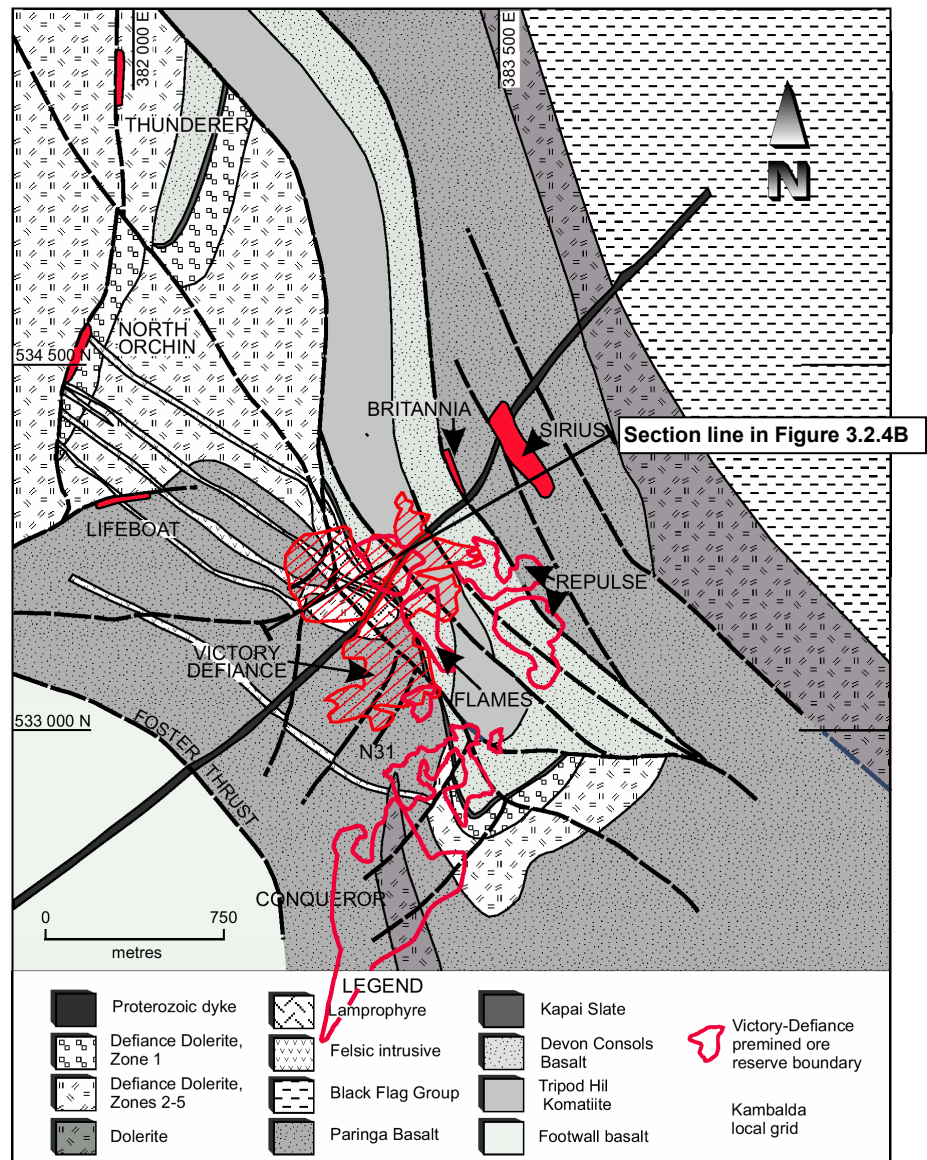 382 000 E
383 500 E
THUNDERER
N
NORTH
ORCHIN
534 500 N
BRITANNIA
SIRIUS
Section line in Figure 3.2.4B
LIFEBOAT
REPULSE
VICTORY
DEFIANCE
FLAMES
533 000 N
FOSTER THRUST
N31
CONQUEROR
0 750
metres
LEGEND
Proterozoic dyke
Defiance Dolerite,
Zone 1
Defiance Dolerite,
Zones 2-5
Dolerite
Lamprophyre
Felsic intrusive
Black Flag Group
Paringa Basalt
Kapai Slate
Devon Consols
Basalt
Tripod Hil
Komatiite
Footwall basalt
Victory-Defiance
premined ore
reserve boundary
Kambalda
local grid